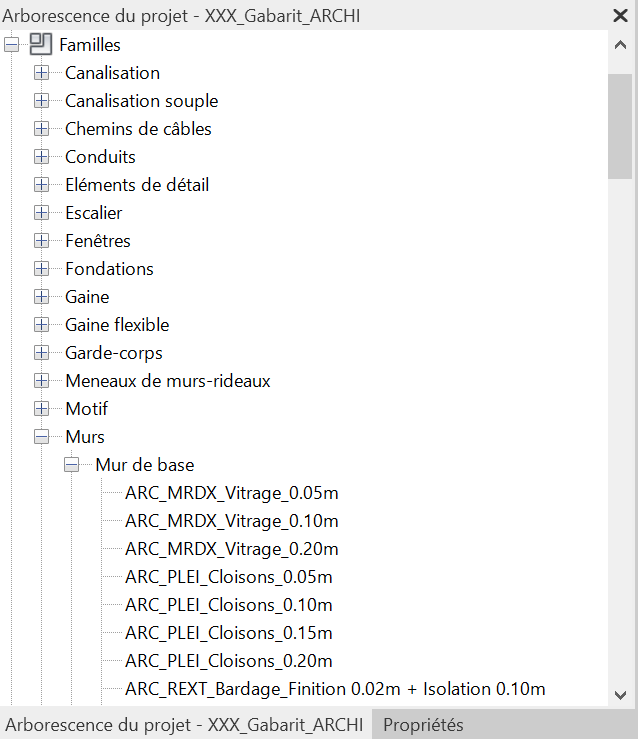 Arborescence du projet - XXX_Gabarit_ARCHI
Familles
Canalisation
Canalisation souple
Chemins de câbles
Conduits
Eléments de détail
Escalier
Fenêtres
Fondations
Gaine
Gaine flexible
Garde-corps
Meneaux de murs-rideaux
Motif
Murs
Mur de base
ARC_MRDX_Vitrage_0.05m
ARC_MRDX_Vitrage_0.10m
ARC_MRDX_Vitrage_0.20m
ARC_PLEI_Cloisons_0.05m
ARC_PLEI_Cloisons_0.10m
ARC_PLEI_Cloisons_0.15m
ARC_PLEI_Cloisons_0.20m
ARC_REXT_Bardage_Finition 0.02m + Isolation 0.10m
Arborescence du projet - XXX_Gabarit_ARCHI Propriétés